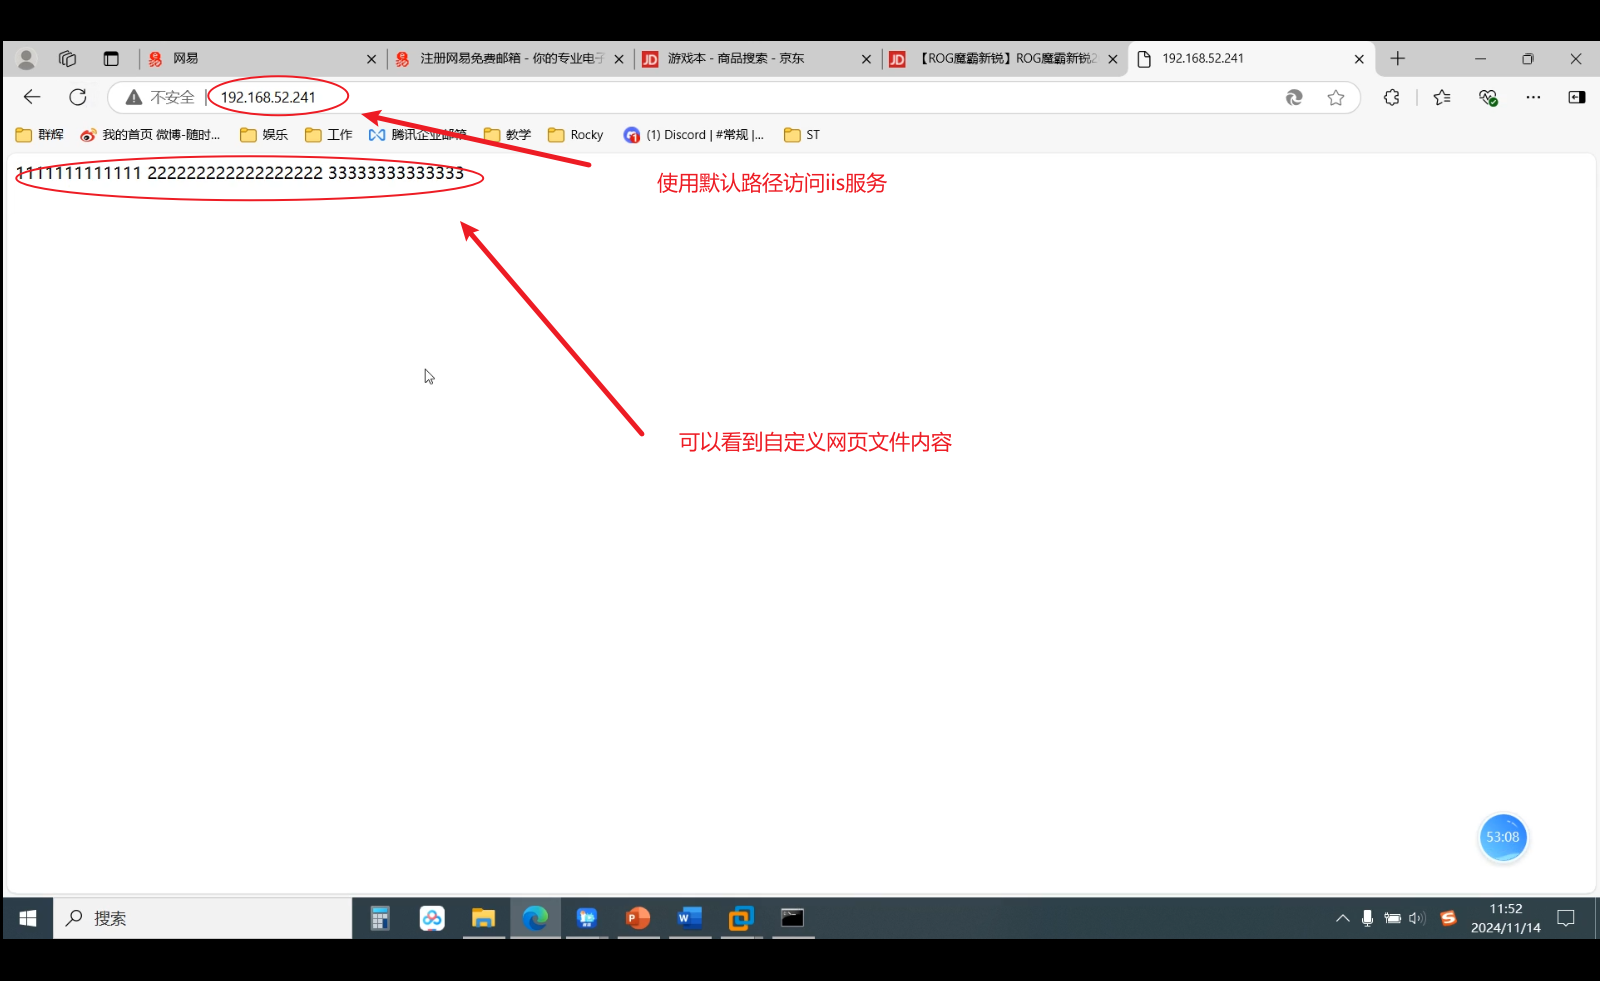 网易
注册网易免费邮箱 - 你的专业电子
游戏本 - 商品搜索 - 京东
【ROG魔霸新锐】ROG魔霸新锐2
192.168.52.241
不安全
192.168.52.241
群辉
我的首页 微博-随时...
娱乐
工作
腾讯企业邮箱
教学
Rocky
(1) Discord | #常规 |...
ST
1111111111111 222222222222222222 33333333333333
使用默认路径访问iis服务
可以看到自定义网页文件内容
53:08
搜索
11:52
2024/11/14